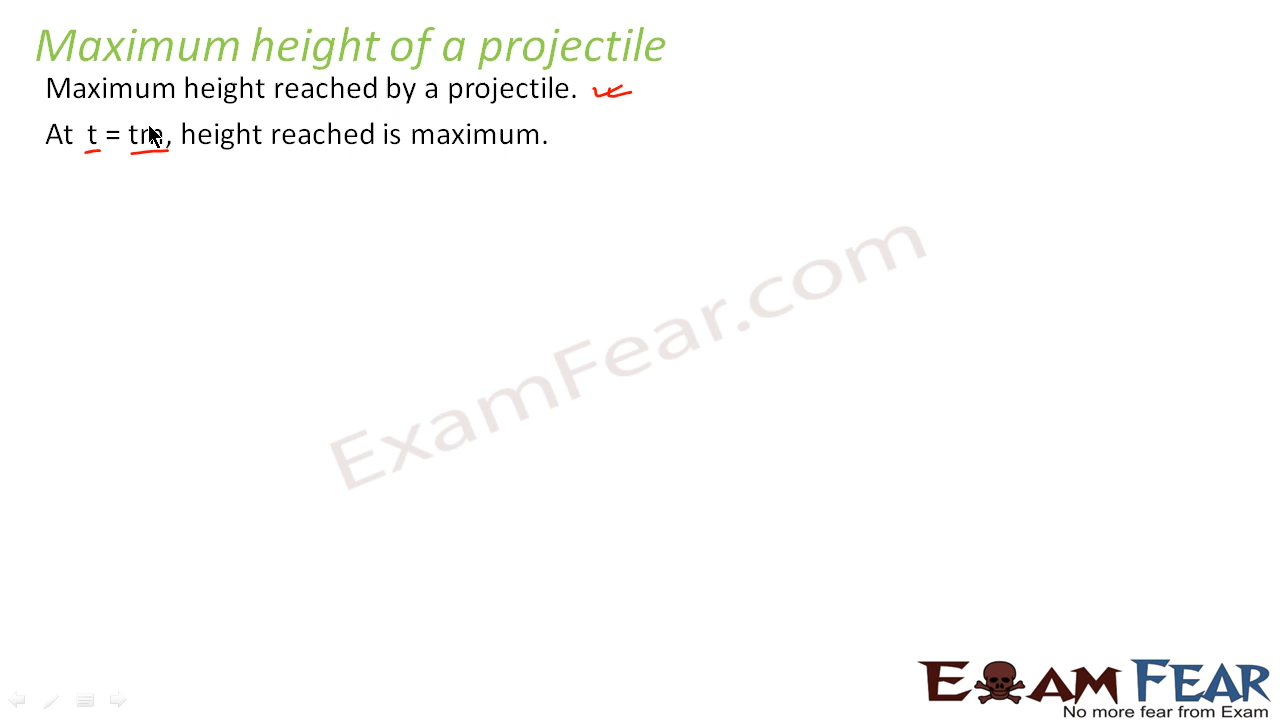 Maximum height of a projectile
Maximum height reached by a projectile.
At t = tm, height reached is maximum.
ExamFear.com
EXAM FEAR
No more fear from Exam